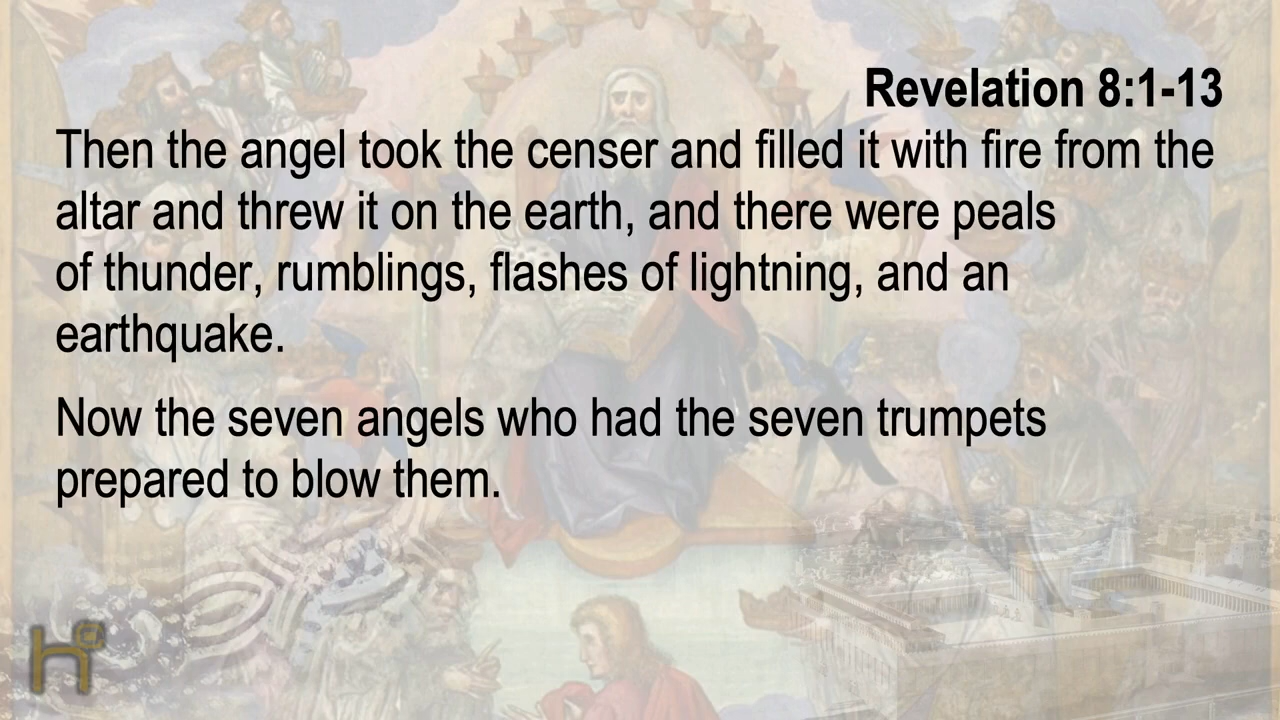 Revelation 8:1-13
Then the angel took the censer and filled it with fire from the
altar and threw it on the earth, and there were peals
of thunder, rumblings, flashes of lightning, and an
earthquake.
Now the seven angels who had the seven trumpets
prepared to blow them.